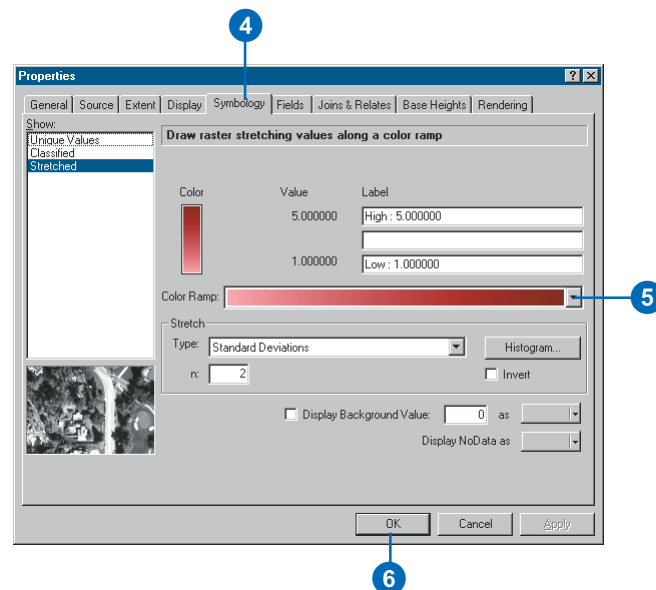 4
Properties
General Source Extent Display Symbology Fields Joins & Relates Base Heights Rendering
Show:
Unique Values
Classified
Stretched
Draw raster stretching values along a color ramp
Color Value Label
5.000000 High : 5.000000
1.000000 Low : 1.000000
Color Ramp:
5
Stretch
Type: Standard Deviations Histogram...
n: 2 Invert
Display Background Value: 0 as
Display NoData as
OK Cancel Apply
6